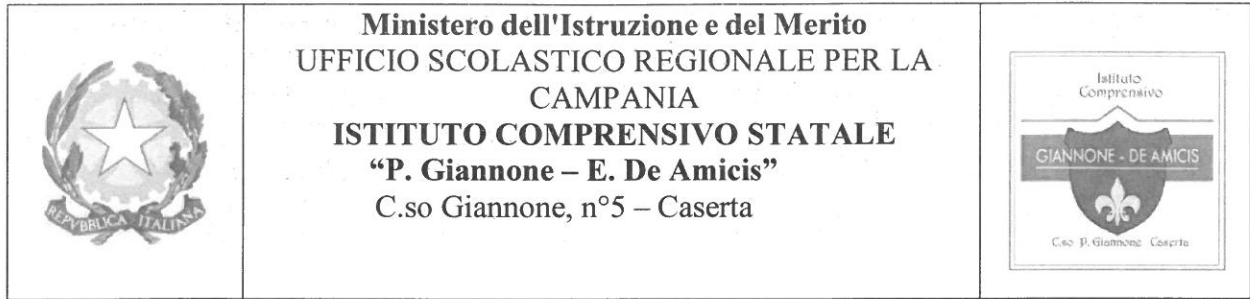 REPVBBLICA ITALIANA
Ministero dell'Istruzione e del Merito
UFFICIO SCOLASTICO REGIONALE PER LA
CAMPANIA
ISTITUTO COMPRENSIVO STATALE
“P. Giannone – E. De Amicis”
C.so Giannone, n°5 – Caserta
Istituto
Comprensivo
GIANNONE - DE AMICIS
C.so P. Giannone Caserta